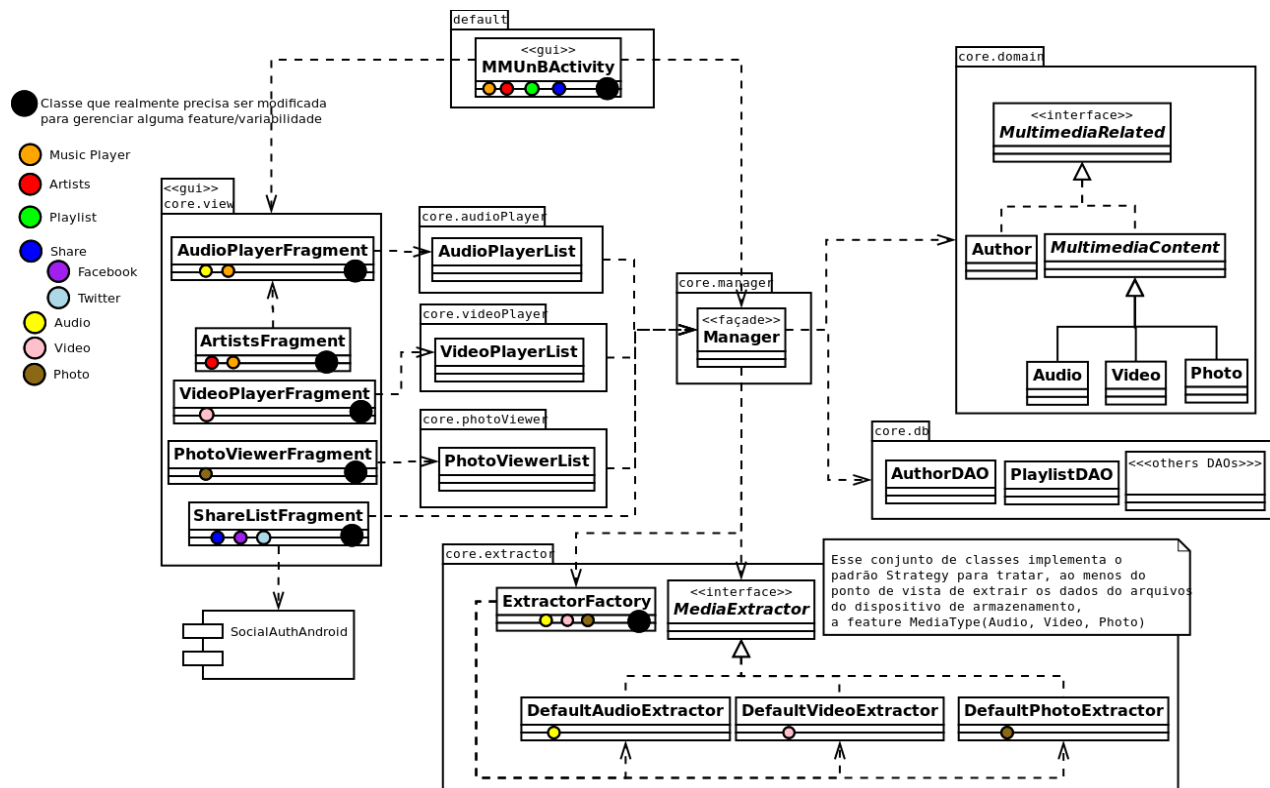 default
<<gui>>
MMUnBActivity
Classe que realmente precisa ser modificada
para gerenciar alguma feature/variabilidade
Music Player
Artists
Playlist
Share
Facebook
Twitter
Audio
Video
Photo
<<gui>>
core.view
AudioPlayerFragment
ArtistsFragment
VideoPlayerFragment
PhotoViewerFragment
ShareListFragment
SocialAuthAndroid
core.audioPlayer
AudioPlayerList
core.videoPlayer
VideoPlayerList
core.photoViewer
PhotoViewerList
core.manager
<<façade>>
Manager
core.domain
<<interface>>
MultimediaRelated
Author
MultimediaContent
Audio
Video
Photo
core.db
AuthorDAO
PlaylistDAO
<<<others DAOs>>>
core.extractor
ExtractorFactory
<<interface>>
MediaExtractor
Esse conjunto de classes implementa o
padrão Strategy para tratar, ao menos do
ponto de vista de extrair os dados do arquivos
do dispositivo de armazenamento,
a feature MediaType(Audio, Video, Photo)
DefaultAudioExtractor
DefaultVideoExtractor
DefaultPhotoExtractor